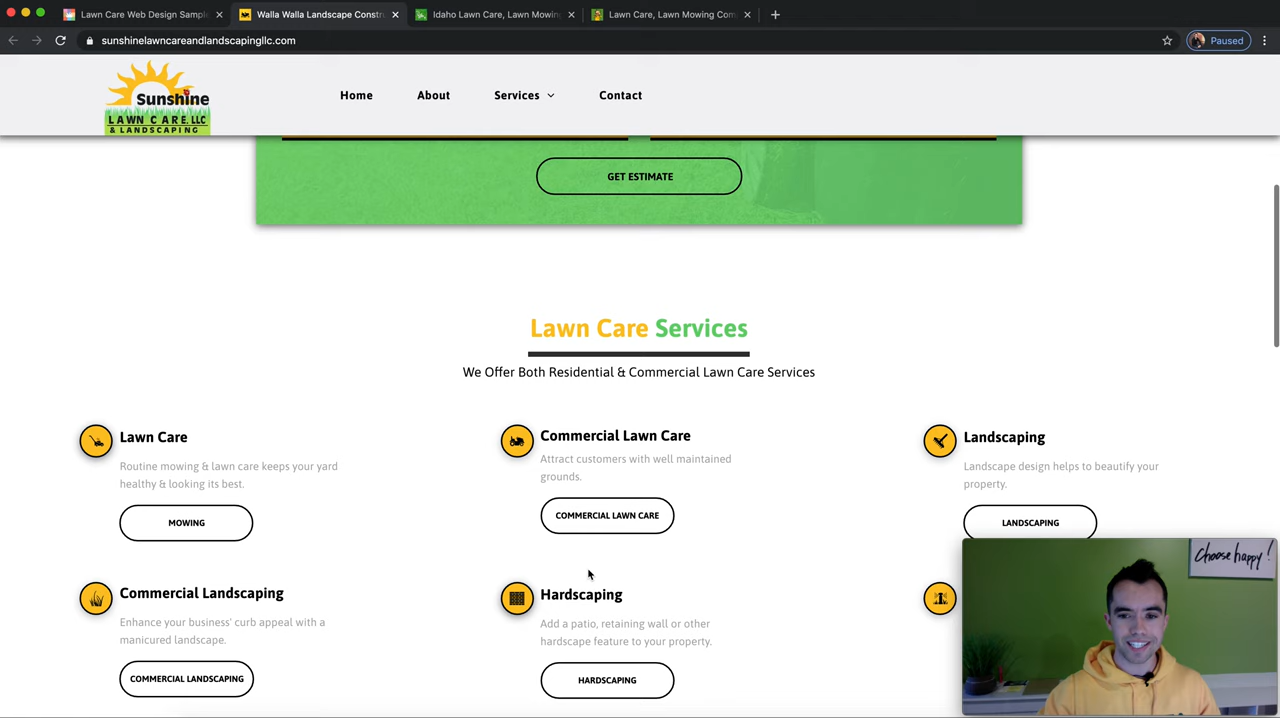 Lawn Care Web Design Sampl
Walla Walla Landscape Constru
Idaho Lawn Care, Lawn Mowing
Lawn Care, Lawn Mowing Com
sunshinelawncareandlandscapingllc.com
Paused
Sunshine
LAWN CARE, LLC
& LANDSCAPING
Home
About
Services
Contact
GET ESTIMATE
Lawn Care Services
We Offer Both Residential & Commercial Lawn Care Services
Lawn Care
Routine mowing & lawn care keeps your yard
healthy & looking its best.
MOWING
Commercial Lawn Care
Attract customers with well maintained
grounds.
COMMERCIAL LAWN CARE
Landscaping
Landscape design helps to beautify your
property.
LANDSCAPING
Commercial Landscaping
Enhance your business' curb appeal with a
manicured landscape.
COMMERCIAL LANDSCAPING
Hardscaping
Add a patio, retaining wall or other
hardscape feature to your property.
HARDSCAPING
Choose happy!